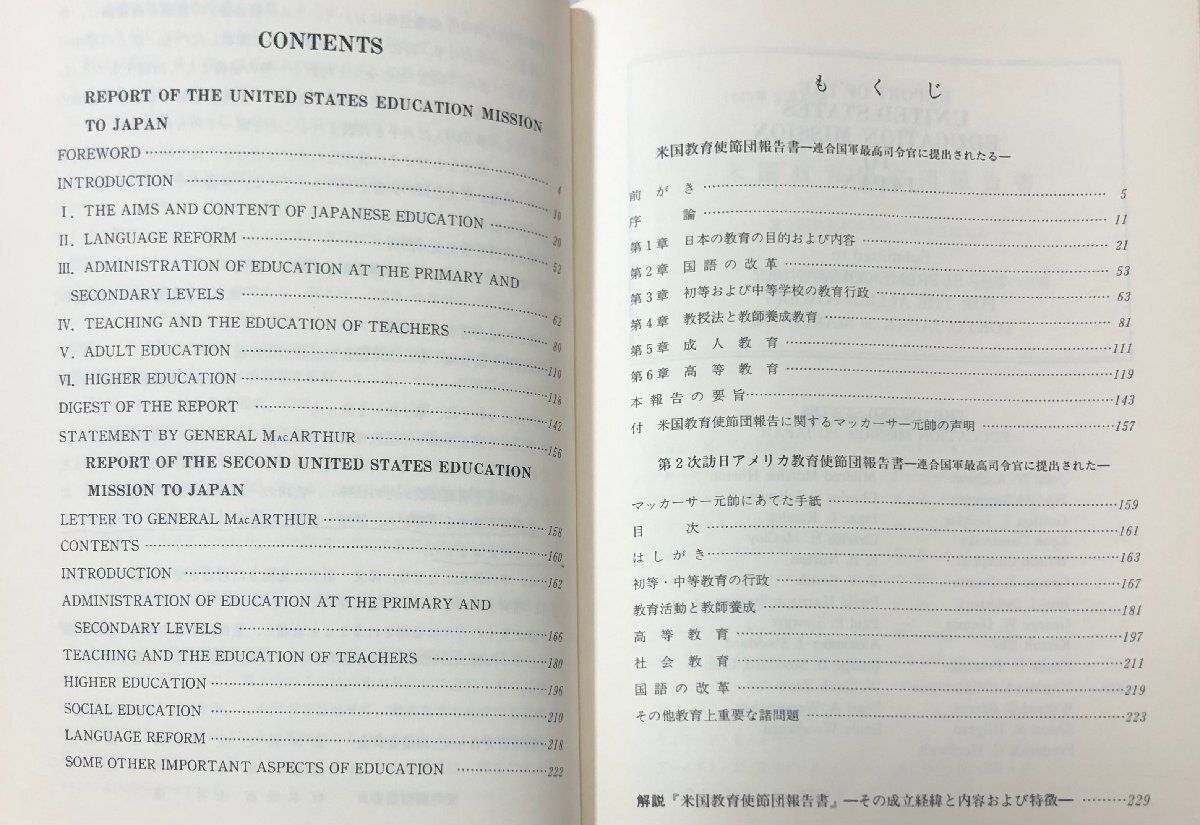 CONTENTS
REPORT OF THE UNITED STATES EDUCATION MISSION
TO JAPAN
FOREWORD 4
INTRODUCTION 10
I. THE AIMS AND CONTENT OF JAPANESE EDUCATION 20
II. LANGUAGE REFORM 52
III. ADMINISTRATION OF EDUCATION AT THE PRIMARY AND
SECONDARY LEVELS 62
IV. TEACHING AND THE EDUCATION OF TEACHERS 80
V. ADULT EDUCATION 110
VI. HIGHER EDUCATION 118
DIGEST OF THE REPORT 142
STATEMENT BY GENERAL MACARTHUR 156
REPORT OF THE SECOND UNITED STATES EDUCATION
MISSION TO JAPAN
LETTER TO GENERAL MACARTHUR 158
CONTENTS 160
INTRODUCTION 162
ADMINISTRATION OF EDUCATION AT THE PRIMARY AND
SECONDARY LEVELS 166
TEACHING AND THE EDUCATION OF TEACHERS 180
HIGHER EDUCATION 196
SOCIAL EDUCATION 210
LANGUAGE REFORM 218
SOME OTHER IMPORTANT ASPECTS OF EDUCATION 222
もくじ
米国教育使節団報告書―連合国軍最高司令官に提出されたる―
前がき 5
序論 11
第1章 日本の教育の目的および内容 21
第2章 国語の改革 53
第3章 初等および中等学校の教育行政 63
第4章 教授法と教師養成教育 81
第5章 成人教育 111
第6章 高等教育 119
本報告の要旨 143
付 米国教育使節団報告に関するマッカーサー元帥の声明 157
第2次訪日アメリカ教育使節団報告書―連合国軍最高司令官に提出された―
マッカーサー元帥にあてた手紙 159
目次 161
はしがき 163
初等・中等教育の行政 167
教育活動と教師養成 181
高等教育 197
社会教育 211
国語の改革 219
その他教育上重要な諸問題 223
解説『米国教育使節団報告書』―その成立経緯と内容および特徴― 229